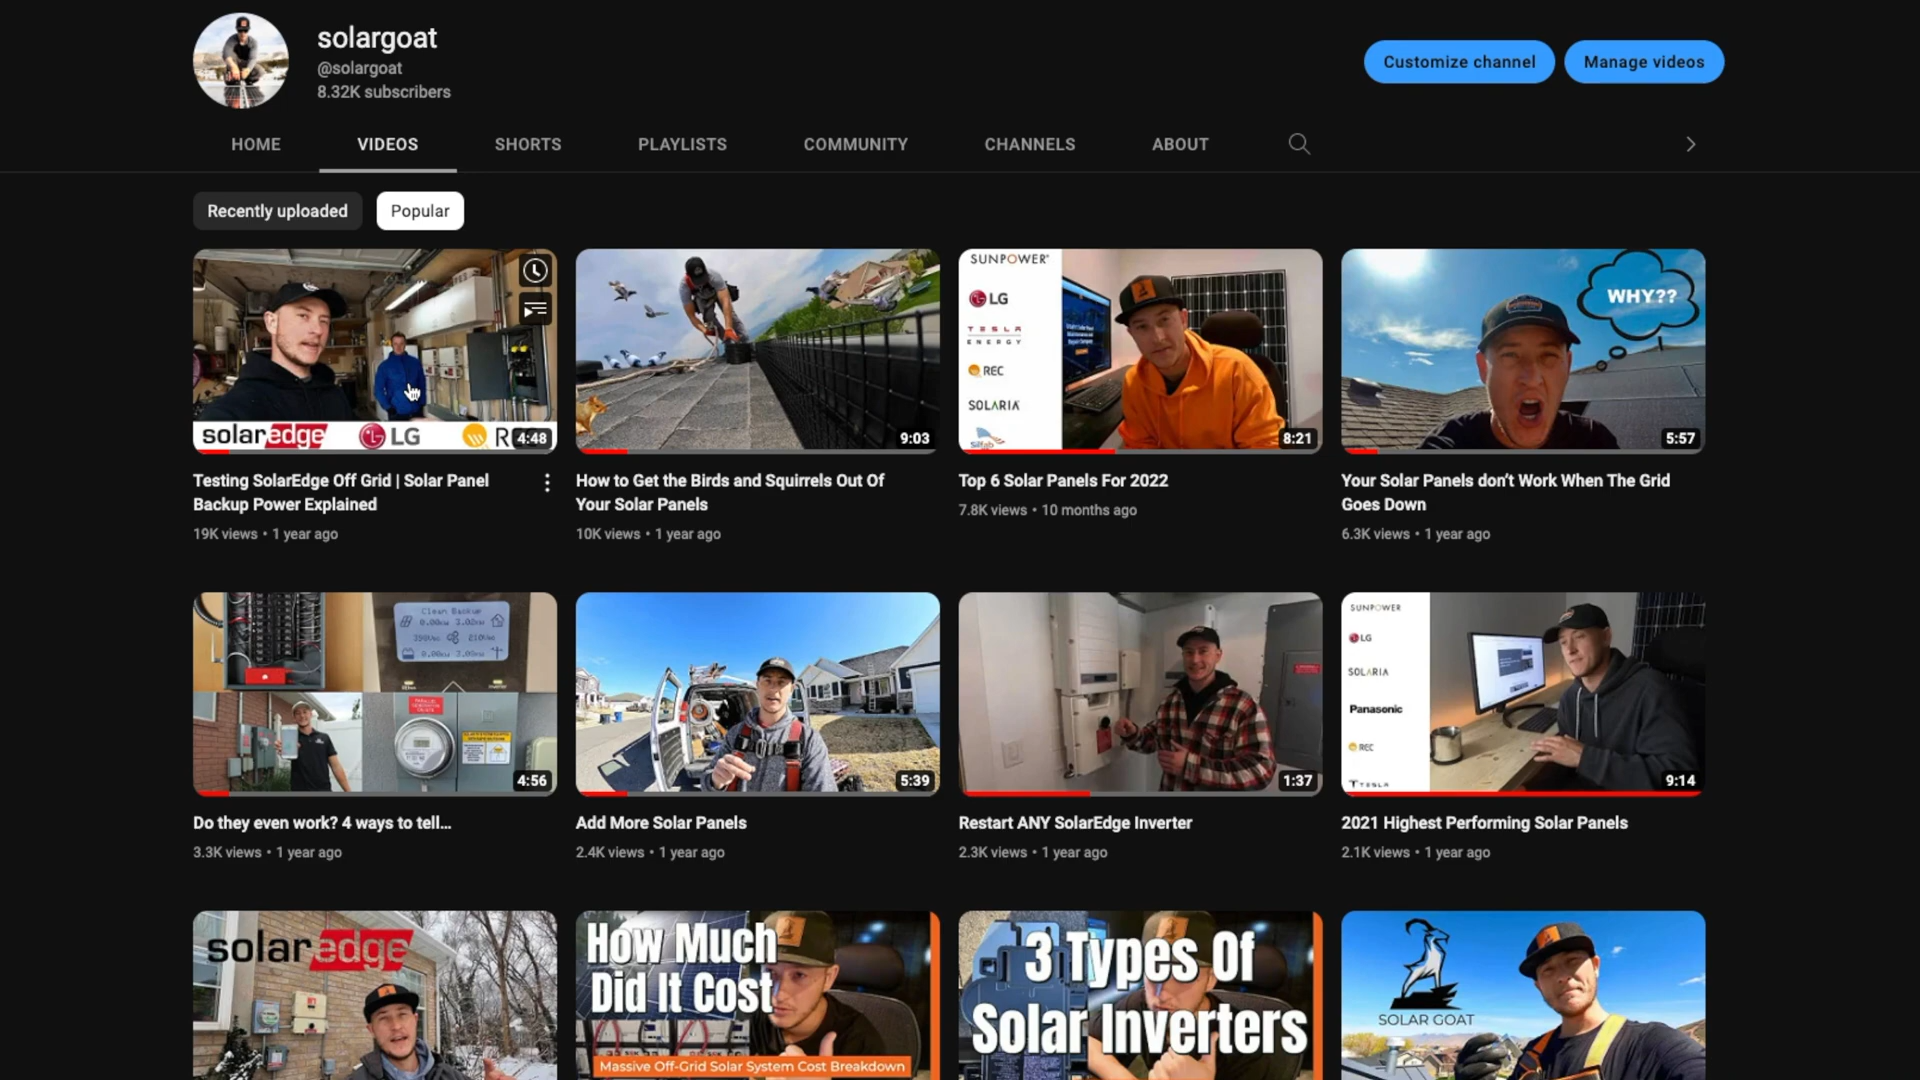 solargoat
@solargoat
8.32K subscribers
Customize channel
Manage videos
HOME
VIDEOS
SHORTS
PLAYLISTS
COMMUNITY
CHANNELS
ABOUT
Recently uploaded
Popular
solaredge
LG
R
4:48
9:03
SUNPOWER
LG
TESLA
ENERGY
REC
SOLARIA
Silfab
8:21
WHY??
5:57
Testing SolarEdge Off Grid | Solar Panel
Backup Power Explained
19K views • 1 year ago
How to Get the Birds and Squirrels Out Of
Your Solar Panels
10K views • 1 year ago
Top 6 Solar Panels For 2022
7.8K views • 10 months ago
Your Solar Panels don’t Work When The Grid
Goes Down
6.3K views • 1 year ago
Clean Backup
4:56
5:39
1:37
SUNPOWER
LG
SOLARIA
Panasonic
REC
TESLA
9:14
Do they even work? 4 ways to tell...
3.3K views • 1 year ago
Add More Solar Panels
2.4K views • 1 year ago
Restart ANY SolarEdge Inverter
2.3K views • 1 year ago
2021 Highest Performing Solar Panels
2.1K views • 1 year ago
solaredge
How Much
Did It Cost
Massive Off-Grid Solar System Cost Breakdown
3 Types Of
Solar Inverters
SOLAR GOAT